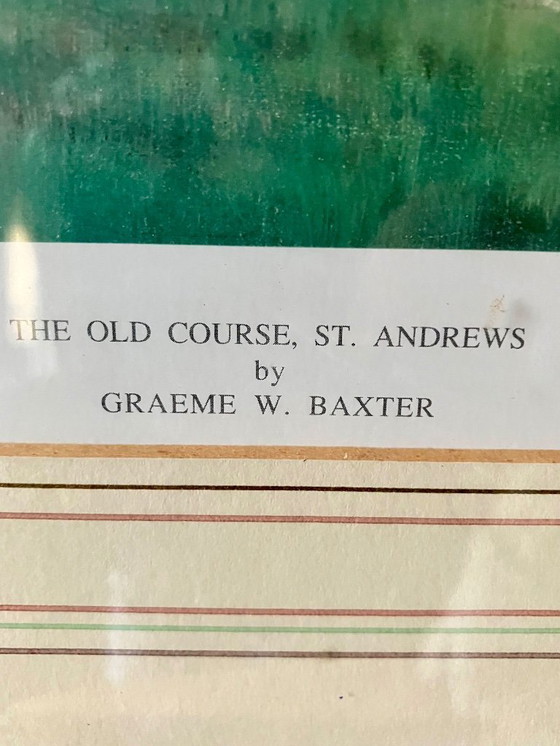 THE OLD COURSE, ST. ANDREWS
by
GRAEME W. BAXTER